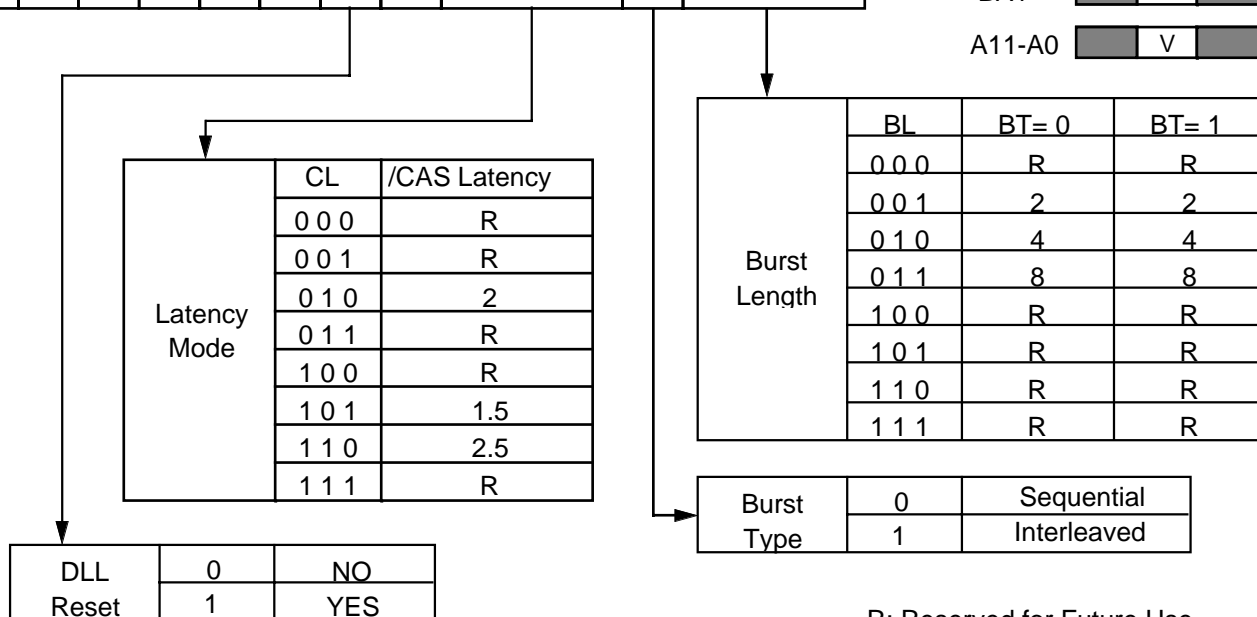 A11-A0 V
BL BT= 0 BT= 1
0 0 0 R R
0 0 1 2 2
0 1 0 4 4
0 1 1 8 8
1 0 0 R R
1 0 1 R R
1 1 0 R R
1 1 1 R R
Burst
Length
CL /CAS Latency
0 0 0 R
0 0 1 R
0 1 0 2
0 1 1 R
1 0 0 R
1 0 1 1.5
1 1 0 2.5
1 1 1 R
Latency
Mode
Burst
Type
0 Sequential
1 Interleaved
DLL
Reset
0 NO
1 YES
R: Reserved for Future Use